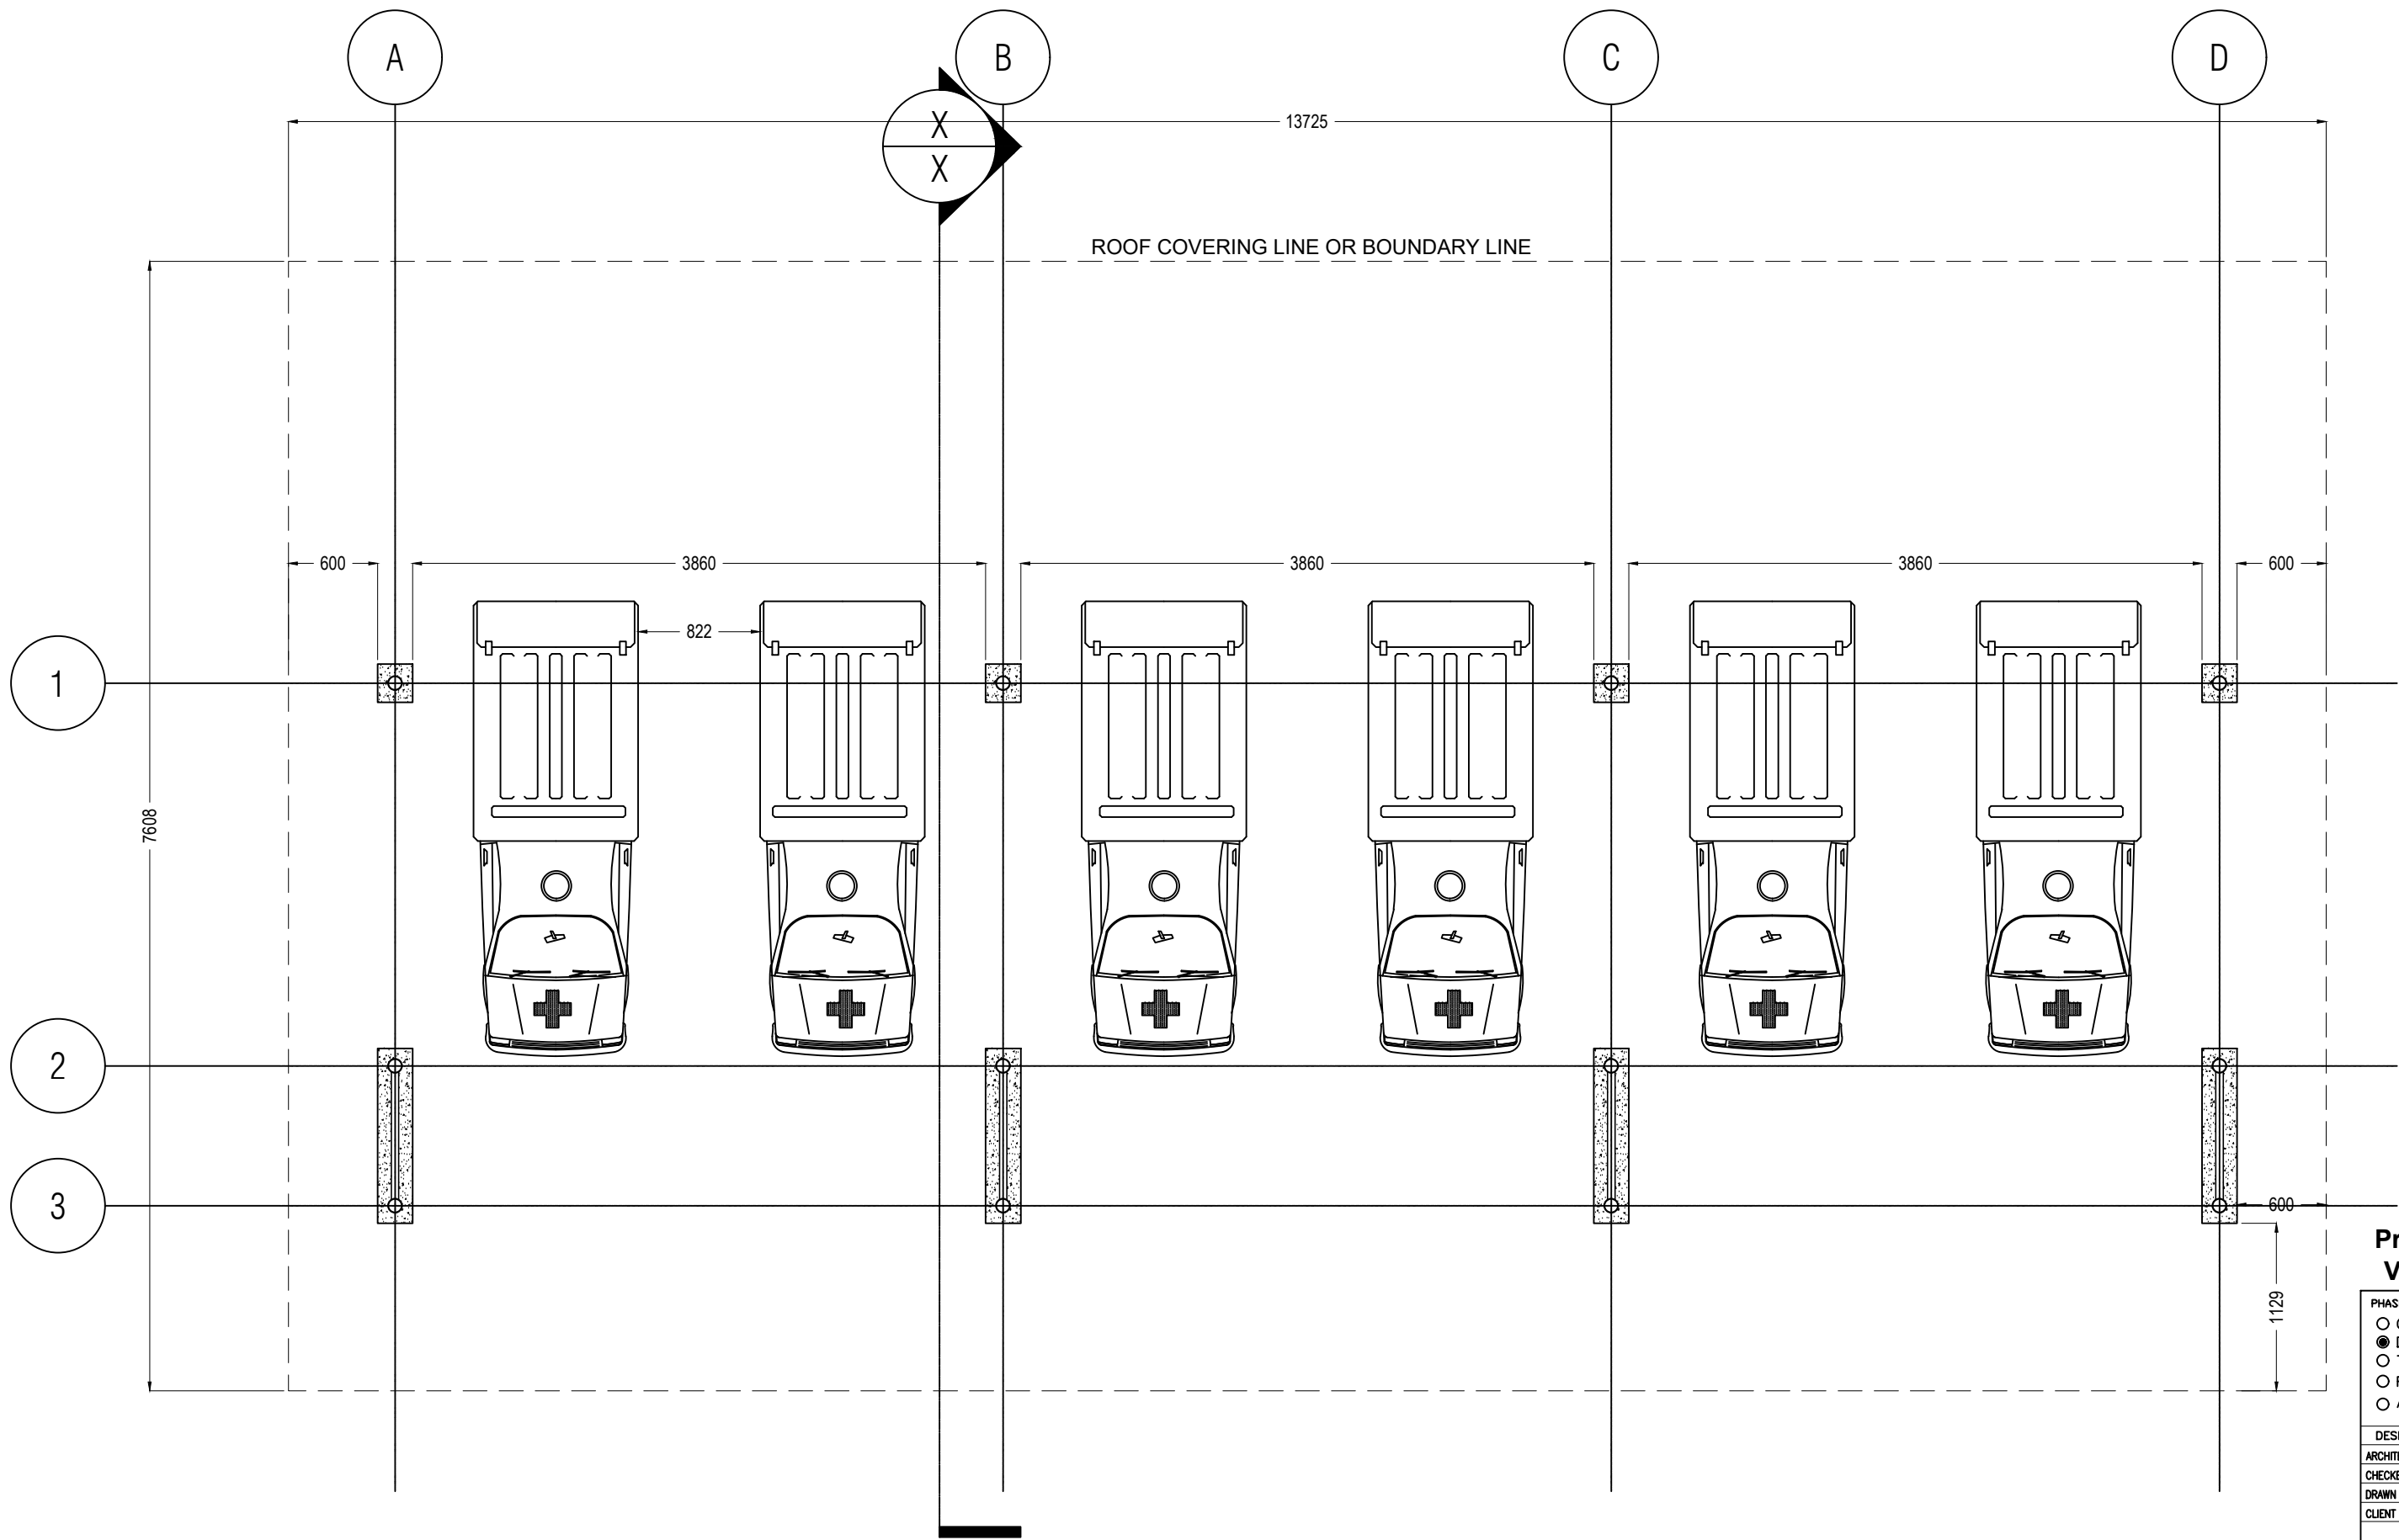 A B C D
13725
X
X
ROOF COVERING LINE OR BOUNDARY LINE
600 3860 3860 3860 600
822
1
7608
2
3
600
1129
PHAS
DESI
ARCHIT
CHECKE
DRAWN
CLIENT